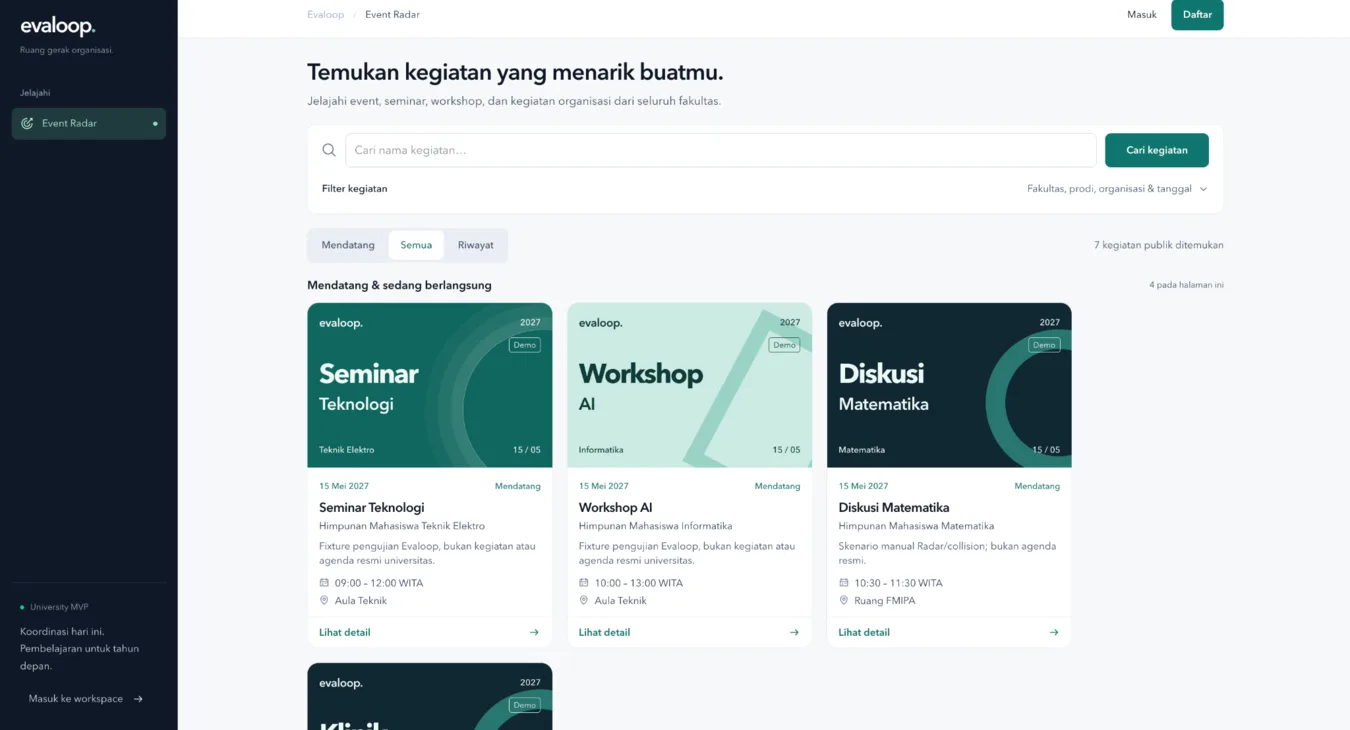 evaloop.
Ruang gerak organisasi.
Jelajahi
Event Radar
University MVP
Koordinasi hari ini.
Pembelajaran untuk tahun
depan.
Masuk ke workspace →
Evaloop / Event Radar
Masuk
Daftar
Temukan kegiatan yang menarik buatmu.
Jelajahi event, seminar, workshop, dan kegiatan organisasi dari seluruh fakultas.
Cari nama kegiatan...
Cari kegiatan
Filter kegiatan
Fakultas, prodi, organisasi & tanggal
Mendatang
Semua
Riwayat
7 kegiatan publik ditemukan
Mendatang & sedang berlangsung
4 pada halaman ini
evaloop.
2027
Demo
Seminar
Teknologi
Teknik Elektro
15 / 05
15 Mei 2027
Mendatang
Seminar Teknologi
Himpunan Mahasiswa Teknik Elektro
Fixture pengujian Evaloop, bukan kegiatan atau
agenda resmi universitas.
09:00 – 12:00 WITA
Aula Teknik
Lihat detail →
evaloop.
2027
Demo
Workshop
AI
Informatika
15 / 05
15 Mei 2027
Mendatang
Workshop AI
Himpunan Mahasiswa Informatika
Fixture pengujian Evaloop, bukan kegiatan atau
agenda resmi universitas.
10:00 – 13:00 WITA
Aula Teknik
Lihat detail →
evaloop.
2027
Demo
Diskusi
Matematika
Matematika
15 / 05
15 Mei 2027
Mendatang
Diskusi Matematika
Himpunan Mahasiswa Matematika
Skenario manual Radar/collision; bukan agenda
resmi.
10:30 – 11:30 WITA
Ruang FMIPA
Lihat detail →
evaloop.
2027
Demo
Klinik